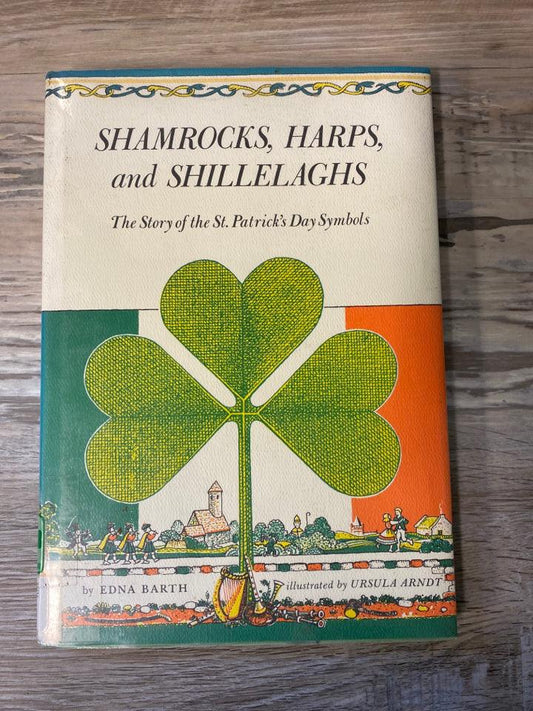 SHAMROCKS, HARPS,
and SHILLELAGHS
The Story of the St. Patrick's Day Symbols
by EDNA BARTH illustrated by URSULA ARNDT